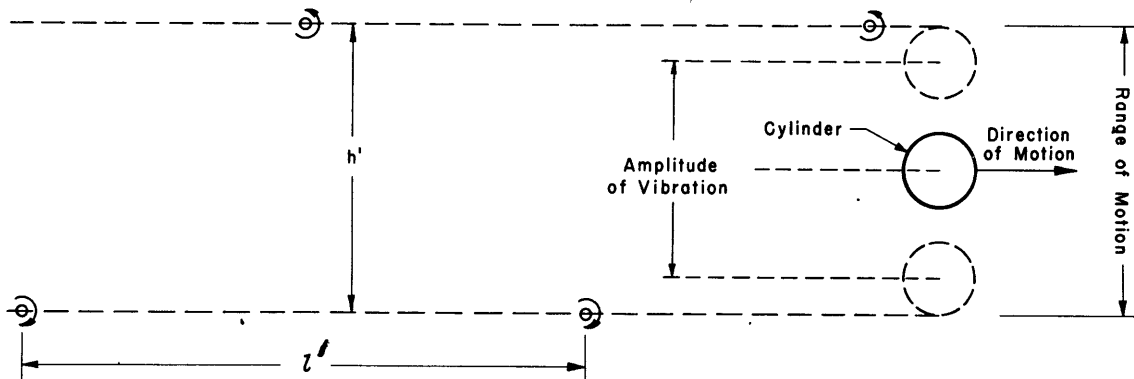 h'
Amplitude
of Vibration
Cylinder
Direction
of Motion
Range of Motion
l'